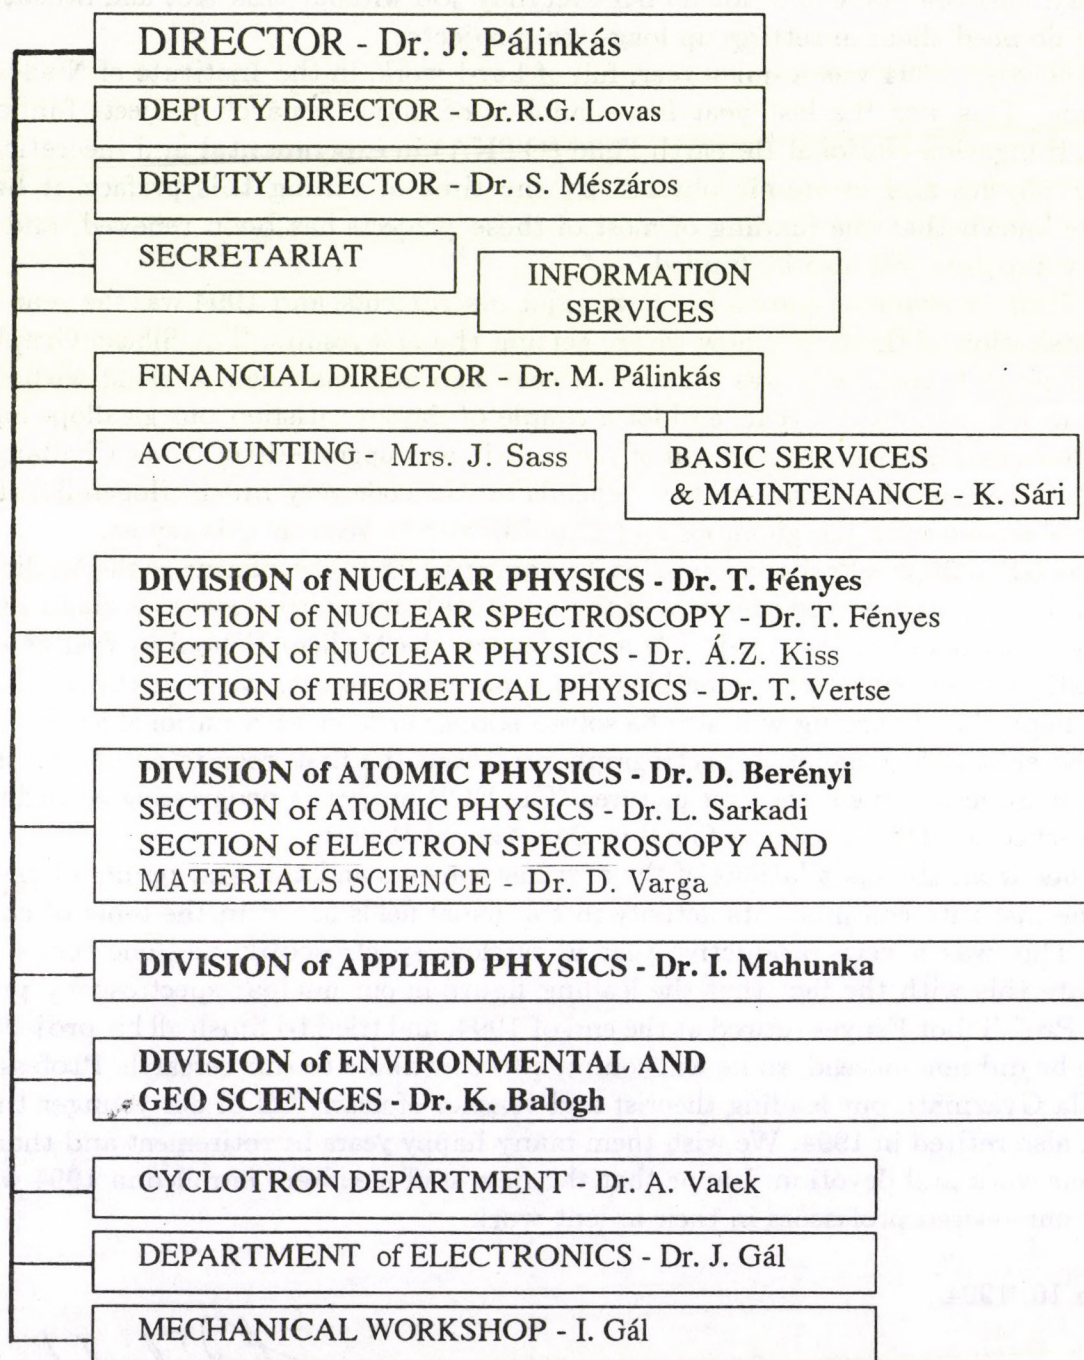 DIRECTOR - Dr. J. Pálinkás
DEPUTY DIRECTOR - Dr.R.G. Lovas
DEPUTY DIRECTOR - Dr. S. Mészáros
SECRETARIAT
INFORMATION
SERVICES
FINANCIAL DIRECTOR - Dr. M. Pálinkás
ACCOUNTING - Mrs. J. Sass
BASIC SERVICES
& MAINTENANCE - K. Sári
DIVISION of NUCLEAR PHYSICS - Dr. T. Fényes
SECTION of NUCLEAR SPECTROSCOPY - Dr. T. Fényes
SECTION of NUCLEAR PHYSICS - Dr. Á.Z. Kiss
SECTION of THEORETICAL PHYSICS - Dr. T. Vertse
DIVISION of ATOMIC PHYSICS - Dr. D. Berényi
SECTION of ATOMIC PHYSICS - Dr. L. Sarkadi
SECTION of ELECTRON SPECTROSCOPY AND
MATERIALS SCIENCE - Dr. D. Varga
DIVISION of APPLIED PHYSICS - Dr. I. Mahunka
DIVISION of ENVIRONMENTAL AND
GEO SCIENCES - Dr. K. Balogh
CYCLOTRON DEPARTMENT - Dr. A. Valek
DEPARTMENT of ELECTRONICS - Dr. J. Gál
MECHANICAL WORKSHOP - I. Gál